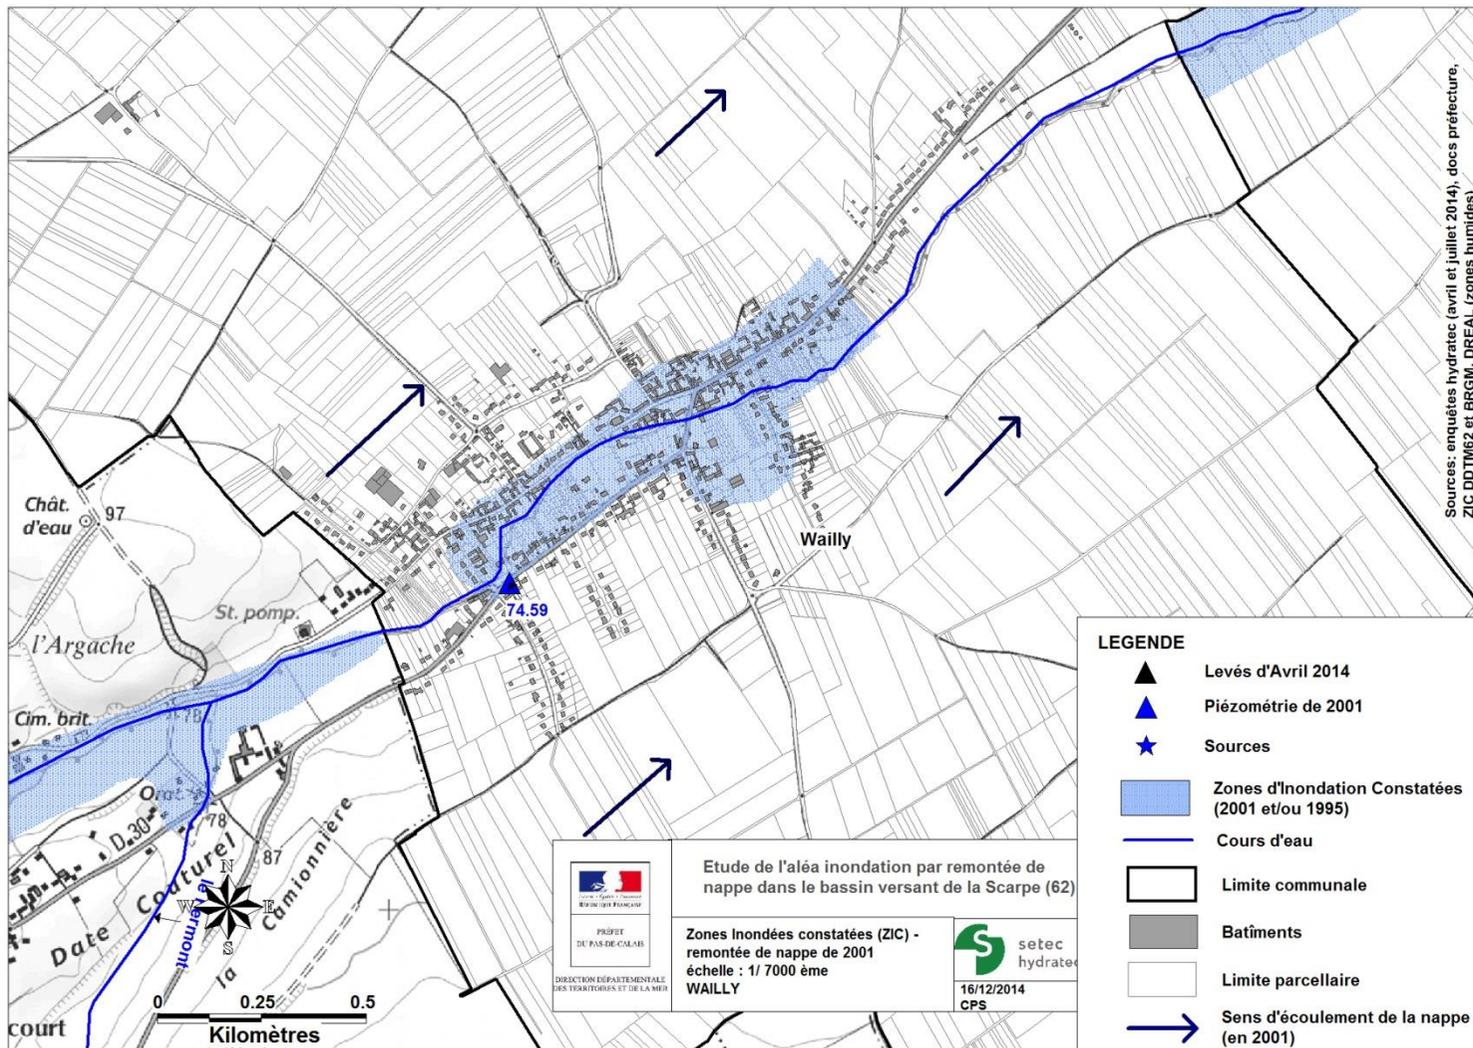 Sources: enquêtes hydratec (avril et juillet 2014), docs préfecture,
ZIC DDTM62 et BRGM, DREAL (zones humides)
Chât.
d'eau
97
St. pomp.
l'Argache
Cim. brit.
78
Orat.
78
D.30
87
Couturel
Date
la Camionnière
court
N
W
E
S
Wailly
74.59
0 0.25 0.5
Kilomètres
LEGENDE
Levés d'Avril 2014
Piézométrie de 2001
Sources
Zones d'Inondation Constatées
(2001 et/ou 1995)
Cours d'eau
Limite communale
Batîments
Limite parcellaire
Sens d'écoulement de la nappe
(en 2001)
RÉPUBLIQUE FRANÇAISE
PRÉFET
DU PAS-DE-CALAIS
DIRECTION DÉPARTEMENTALE
DES TERRITOIRES ET DE LA MER
Etude de l'aléa inondation par remontée de
nappe dans le bassin versant de la Scarpe (62)
Zones Inondées constatées (ZIC) -
remontée de nappe de 2001
échelle : 1/ 7000 ème
WAILLY
setec
hydratec
16/12/2014
CPS